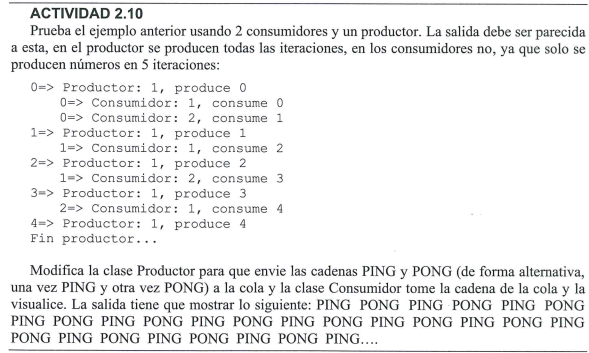 ACTIVIDAD 2.10
Prueba el ejemplo anterior usando 2 consumidores y un productor. La salida debe ser parecida
a esta, en el productor se producen todas las iteraciones, en los consumidores no, ya que solo se
producen números en 5 iteraciones:
0=> Productor: 1, produce 0
0=> Consumidor: 1, consume 0
0=> Consumidor: 2, consume 1
1=> Productor: 1, produce 1
1=> Consumidor: 1, consume 2
2=> Productor: 1, produce 2
1=> Consumidor: 2, consume 3
3=> Productor: 1, produce 3
2=> Consumidor: 1, consume 4
4=> Productor: 1, produce 4
Fin productor...
Modifica la clase Productor para que envie las cadenas PING y PONG (de forma alternativa,
una vez PING y otra vez PONG) a la cola y la clase Consumidor tome la cadena de la cola y la
visualice. La salida tiene que mostrar lo siguiente: PING PONG PING PONG PING PONG
PING PONG PING PONG PING PONG PING PONG PING PONG PING PONG PING
PONG PING PONG PING PONG PING PONG PING....